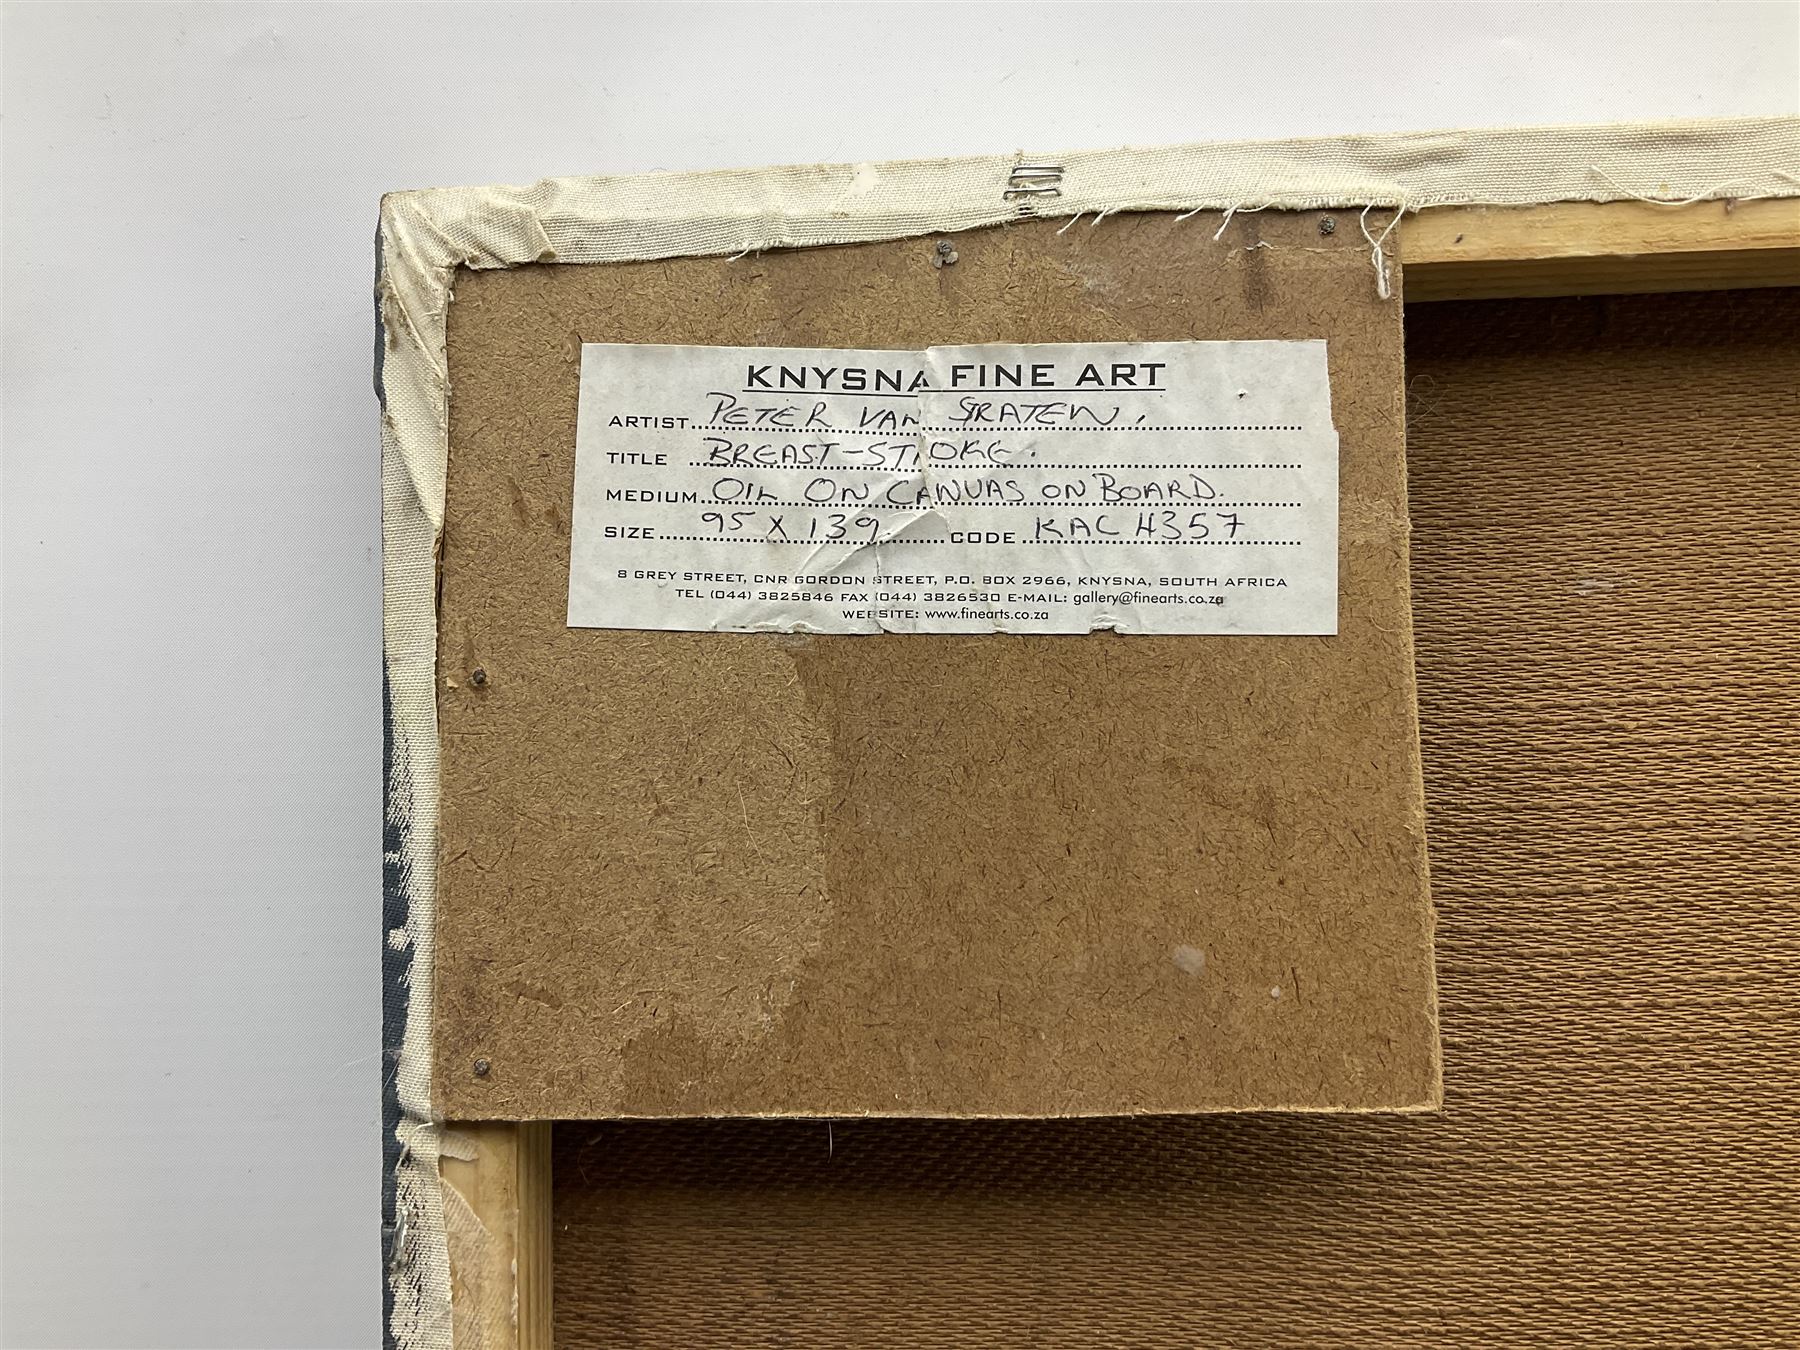 KNYSNA FINE ART
ARTIST PETER VAN STRATEN.
TITLE BREAST-STROKE.
MEDIUM OIL ON CANVAS ON BOARD.
SIZE 95 X 139 CODE KAC 4357
8 GREY STREET, CNR GORDON STREET, P.O. BOX 2966, KNYSNA, SOUTH AFRICA
TEL (044) 3825846 FAX (044) 3826530 E-MAIL: gallery@finearts.co.za
WEBSITE: www.finearts.co.za